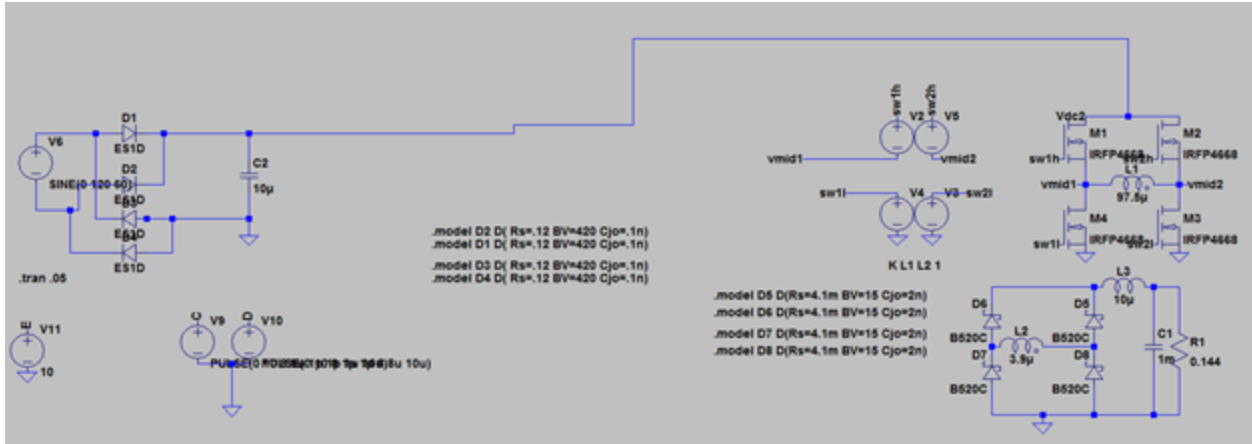 V6
SINE(0 120 60)
D1
ES1D
D2
ES1D
D3
ES1D
D4
ES1D
C2
10µ
.tran .05
E
V11
10
C
V9
D
V10
10u)
.model D2 D( Rs=.12 BV=420 Cjo=.1n)
.model D1 D( Rs=.12 BV=420 Cjo=.1n)
.model D3 D( Rs=.12 BV=420 Cjo=.1n)
.model D4 D( Rs=.12 BV=420 Cjo=.1n)
sw1h
sw2h
V2
V5
vmid1
vmid2
sw1l
V4
V3
sw2l
K L1 L2 1
.model D5 D(Rs=4.1m BV=15 Cjo=2n)
.model D6 D(Rs=4.1m BV=15 Cjo=2n)
.model D7 D(Rs=4.1m BV=15 Cjo=2n)
.model D8 D(Rs=4.1m BV=15 Cjo=2n)
Vdc2
M1
M2
sw1h
IRFP4668
sw2h
IRFP4668
L1
vmid1
97.5µ
vmid2
M4
M3
sw1l
IRFP4668
sw2l
IRFP4668
L3
10µ
D6
D5
B520C
B520C
L2
3.9µ
D7
D8
B520C
B520C
C1
1m
R1
0.144